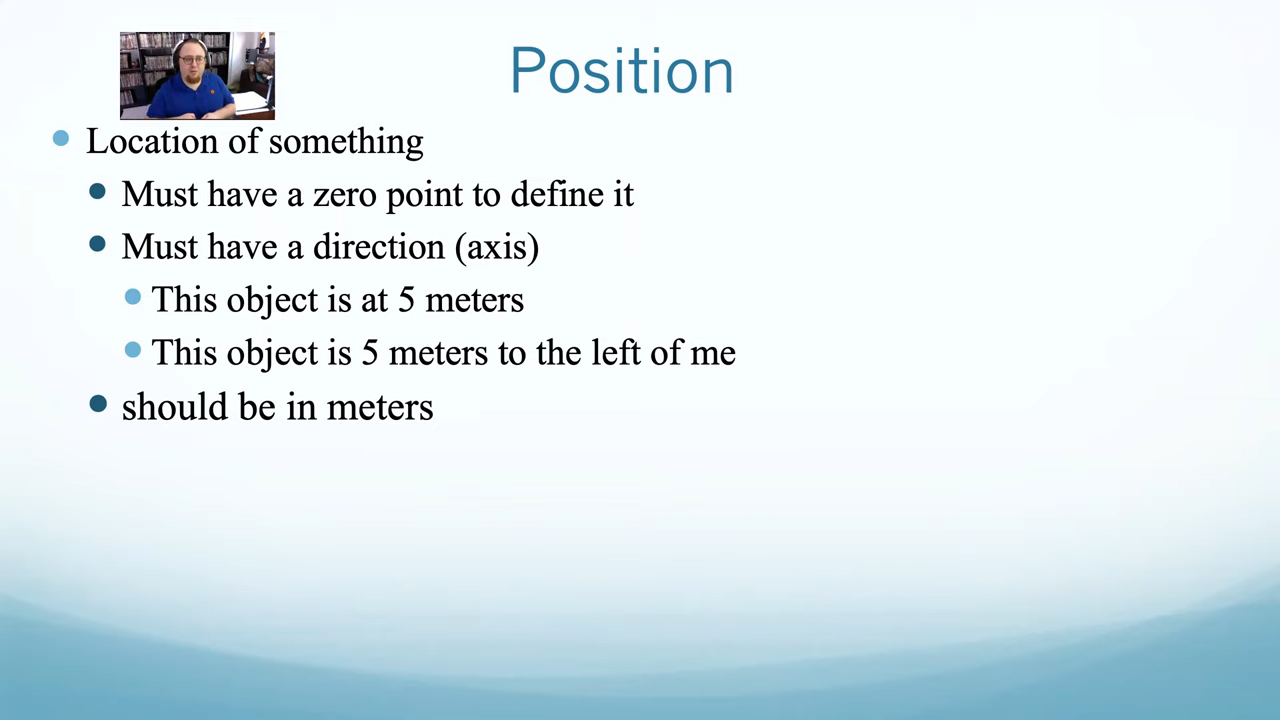 Position
Location of something
Must have a zero point to define it
Must have a direction (axis)
This object is at 5 meters
This object is 5 meters to the left of me
should be in meters